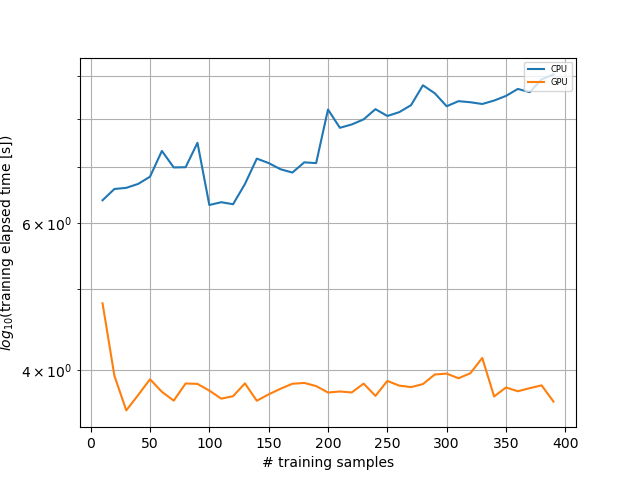 CPU
GPU
log₁₀(training elapsed time [s])
6 × 10⁰
4 × 10⁰
0 50 100 150 200 250 300 350 400
# training samples